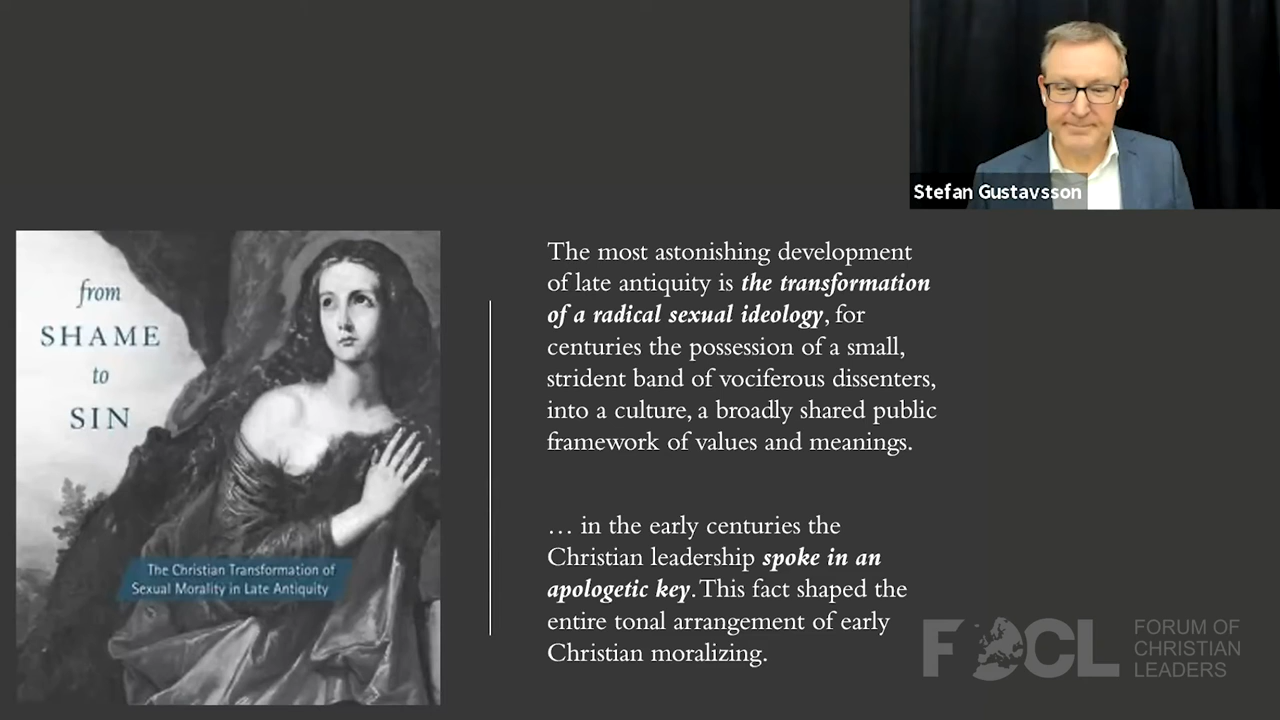 Stefan Gustavsson
from
SHAME
to
SIN
The Christian Transformation of
Sexual Morality in Late Antiquity
The most astonishing development
of late antiquity is the transformation
of a radical sexual ideology, for
centuries the possession of a small,
strident band of vociferous dissenters,
into a culture, a broadly shared public
framework of values and meanings.
… in the early centuries the
Christian leadership spoke in an
apologetic key. This fact shaped the
entire tonal arrangement of early
Christian moralizing.
FOCL
FORUM OF
CHRISTIAN
LEADERS